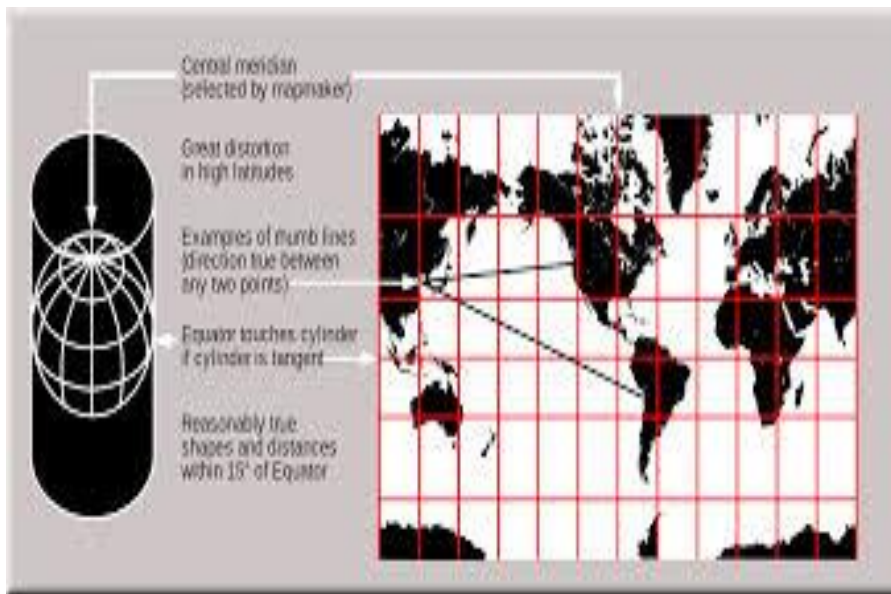 Central meridian
(selected by mapmaker)
Great distortion
in high latitudes
Examples of rhumb lines
(direction true between
any two points)
Equator touches cylinder
if cylinder is tangent
Reasonably true
shapes and distances
within 15° of Equator